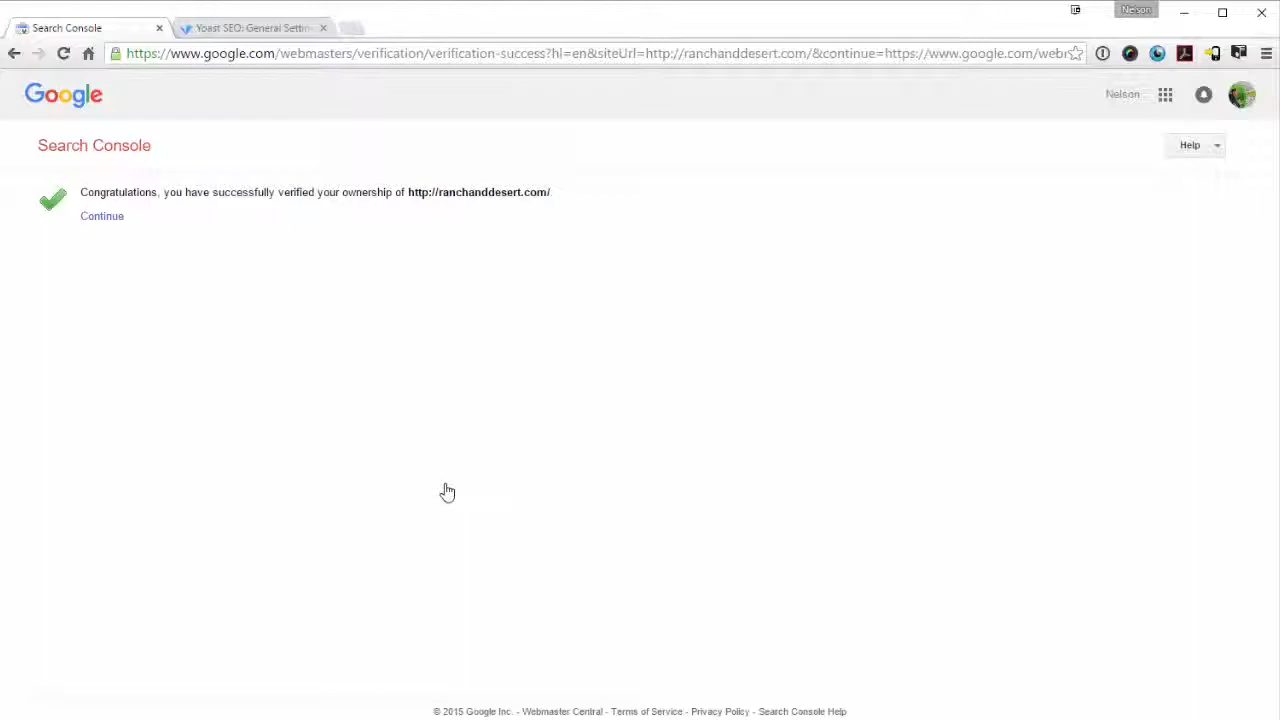 Nelson
Search Console
Yoast SEO: General Settin
https://www.google.com/webmasters/verification/verification-success?hl=en&siteUrl=http://ranchanddesert.com/&continue=https://www.google.com/webr
Google
Nelson
Search Console
Help
Congratulations, you have successfully verified your ownership of http://ranchanddesert.com/.
Continue
© 2015 Google Inc. - Webmaster Central - Terms of Service - Privacy Policy - Search Console Help